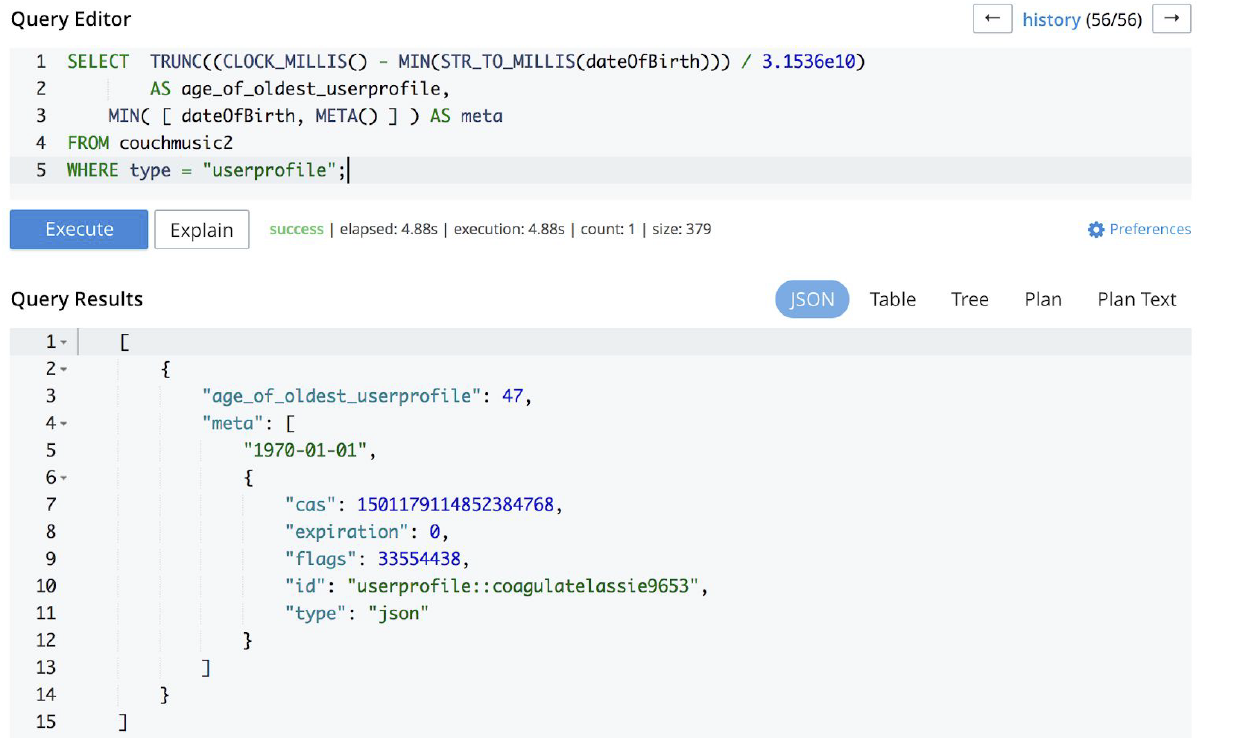 Query Editor
← history (56/56) →
1 SELECT TRUNC((CLOCK_MILLIS() - MIN(STR_TO_MILLIS(dateOfBirth))) / 3.1536e10)
2 AS age_of_oldest_userprofile,
3 MIN( [ dateOfBirth, META() ] ) AS meta
4 FROM couchmusic2
5 WHERE type = "userprofile";
Execute Explain success | elapsed: 4.88s | execution: 4.88s | count: 1 | size: 379 Preferences
Query Results JSON Table Tree Plan Plan Text
1 [
2 {
3 "age_of_oldest_userprofile": 47,
4 "meta": [
5 "1970-01-01",
6 {
7 "cas": 1501179114852384768,
8 "expiration": 0,
9 "flags": 33554438,
10 "id": "userprofile::coagulatelassie9653",
11 "type": "json"
12 }
13 ]
14 }
15 ]